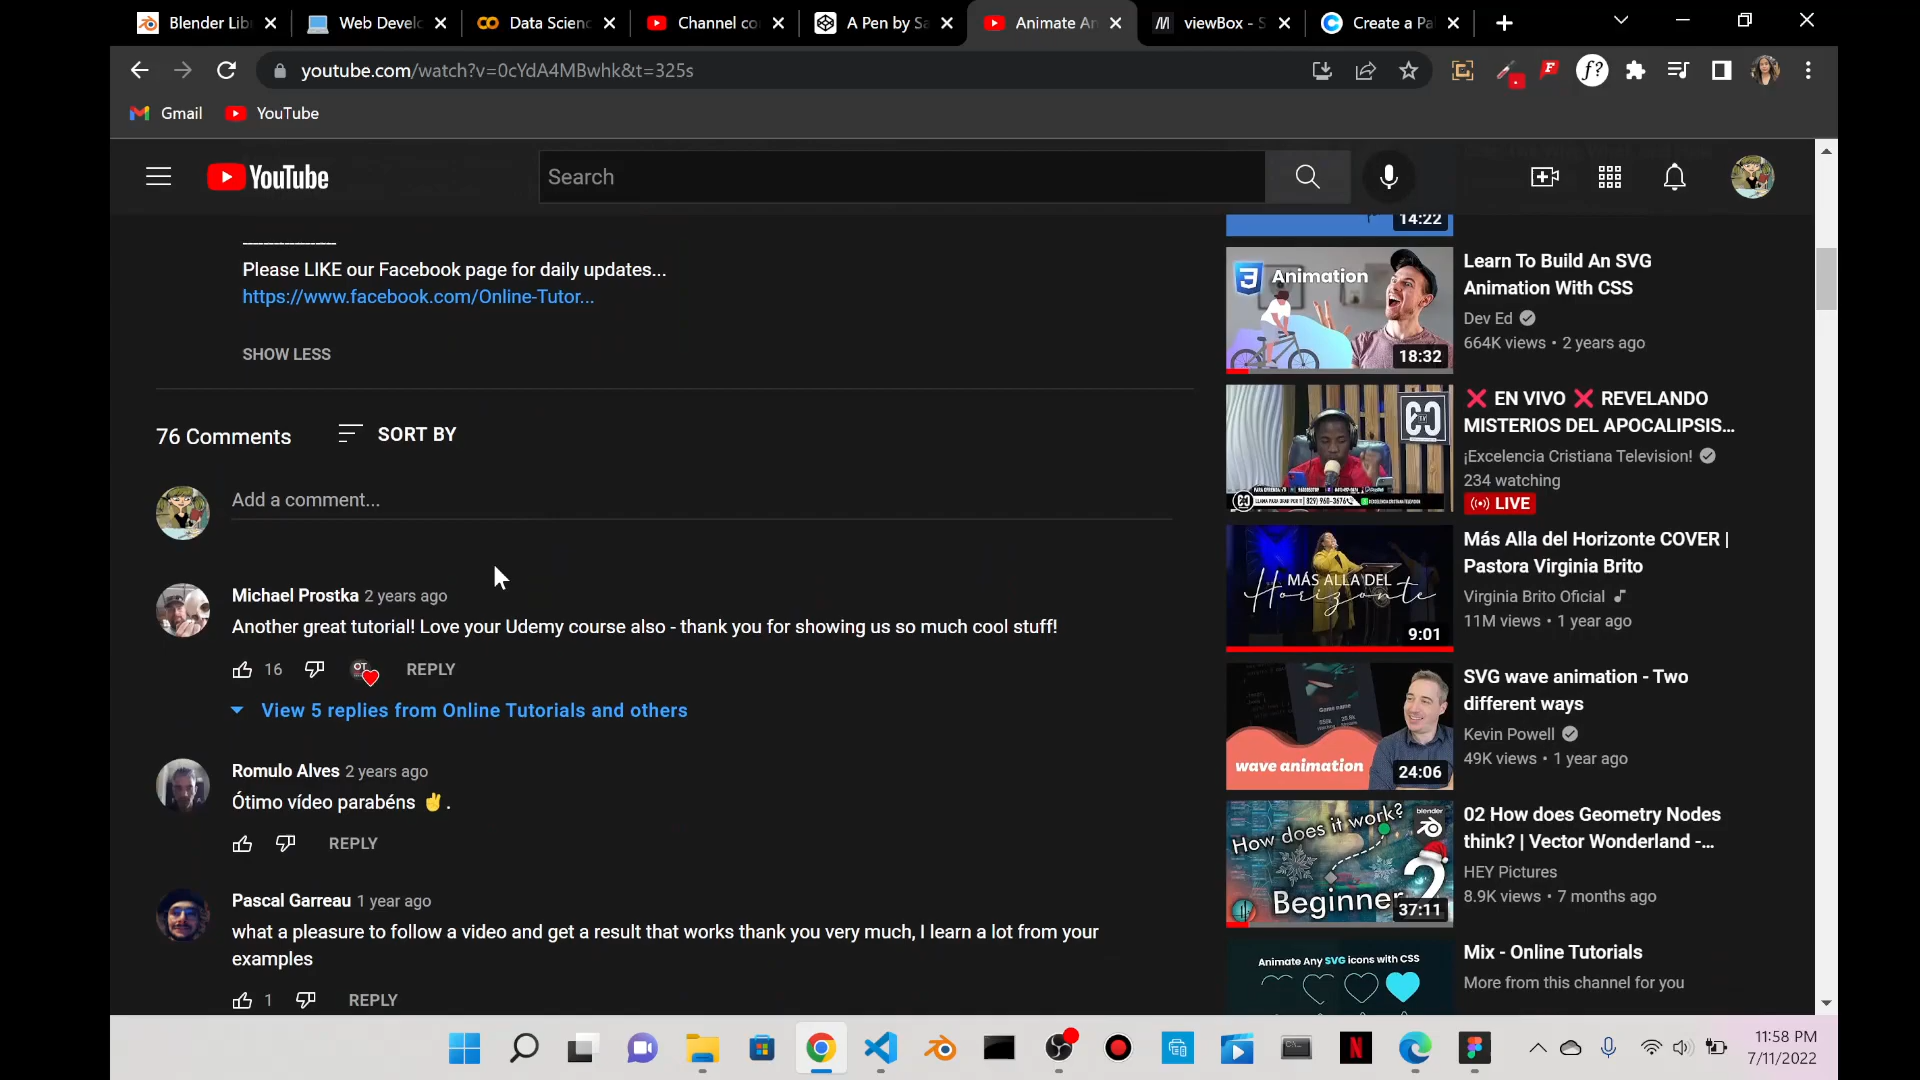 Blender Lib
Web Develo
Data Scienc
Channel co
A Pen by Sa
Animate An
viewBox - S
Create a Pa
youtube.com/watch?v=0cYdA4MBwhk&t=325s
Gmail
YouTube
YouTube
Search
Please LIKE our Facebook page for daily updates...
https://www.facebook.com/Online-Tutor...
SHOW LESS
76 Comments
SORT BY
Add a comment...
Michael Prostka 2 years ago
Another great tutorial! Love your Udemy course also - thank you for showing us so much cool stuff!
16
REPLY
View 5 replies from Online Tutorials and others
Romulo Alves 2 years ago
Ótimo vídeo parabéns ✌.
REPLY
Pascal Garreau 1 year ago
what a pleasure to follow a video and get a result that works thank you very much, I learn a lot from your
examples
1
REPLY
14:22
Animation
18:32
Learn To Build An SVG
Animation With CSS
Dev Ed
664K views • 2 years ago
❌ EN VIVO ❌ REVELANDO
MISTERIOS DEL APOCALIPSIS...
¡Excelencia Cristiana Television!
234 watching
LIVE
MÁS ALLA DEL
Horizonte
9:01
Más Alla del Horizonte COVER |
Pastora Virginia Brito
Virginia Brito Oficial
11M views • 1 year ago
wave animation
24:06
SVG wave animation - Two
different ways
Kevin Powell
49K views • 1 year ago
How does it work?
blender
Beginner
2
37:11
02 How does Geometry Nodes
think? | Vector Wonderland -...
HEY Pictures
8.9K views • 7 months ago
Animate Any SVG icons with CSS
Mix - Online Tutorials
More from this channel for you
11:58 PM
7/11/2022